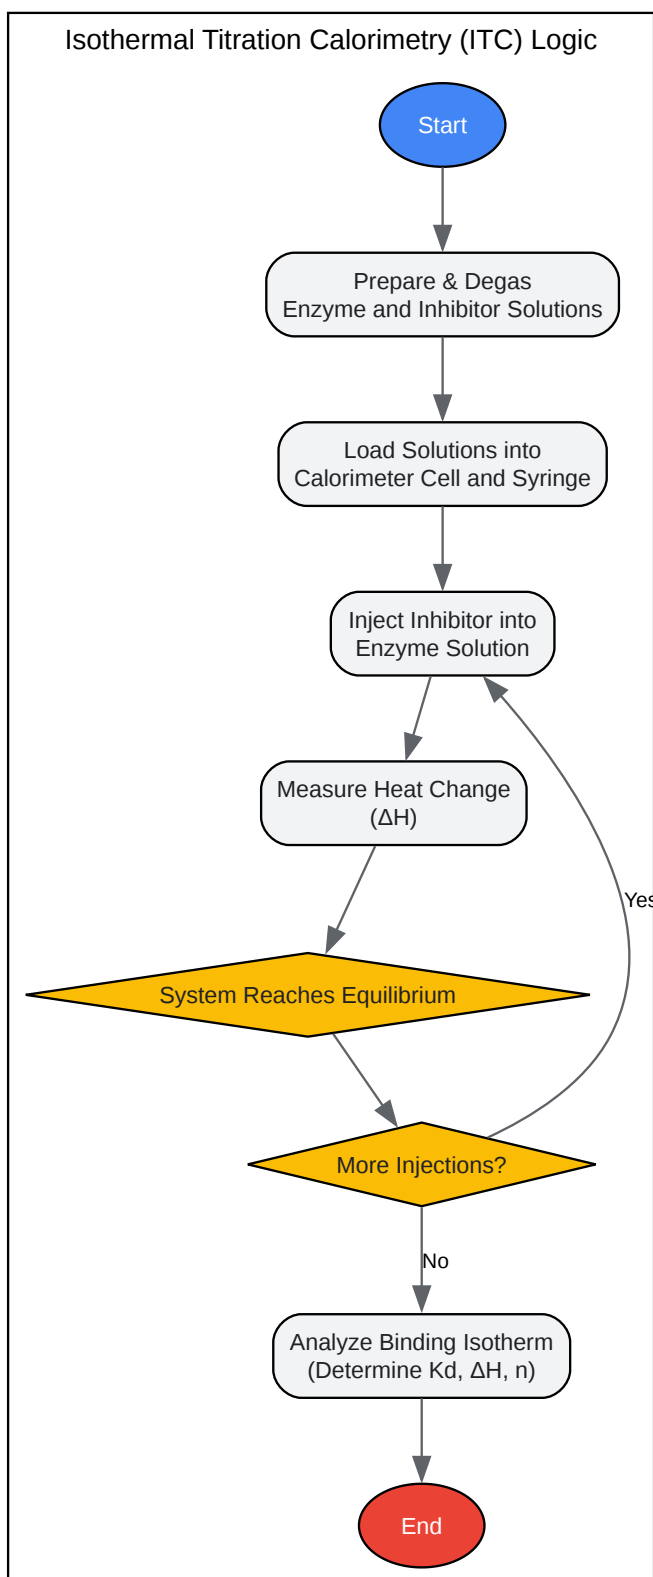 Isothermal Titration Calorimetry (ITC) Logic
Start
Prepare & Degas
Enzyme and Inhibitor Solutions
Load Solutions into
Calorimeter Cell and Syringe
Inject Inhibitor into
Enzyme Solution
Measure Heat Change
(ΔH)
Yes
System Reaches Equilibrium
More Injections?
No
Analyze Binding Isotherm
(Determine Kd, ΔH, n)
End